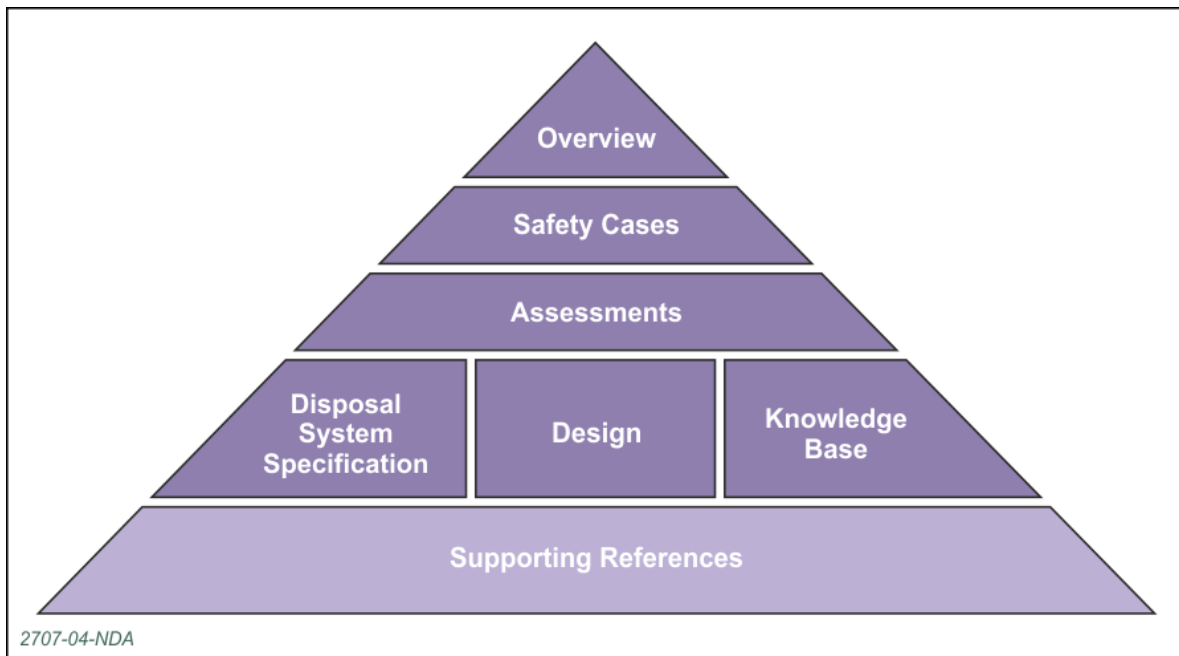 Overview
Safety Cases
Assessments
Disposal
System
Specification
Design
Knowledge
Base
Supporting References
2707-04-NDA